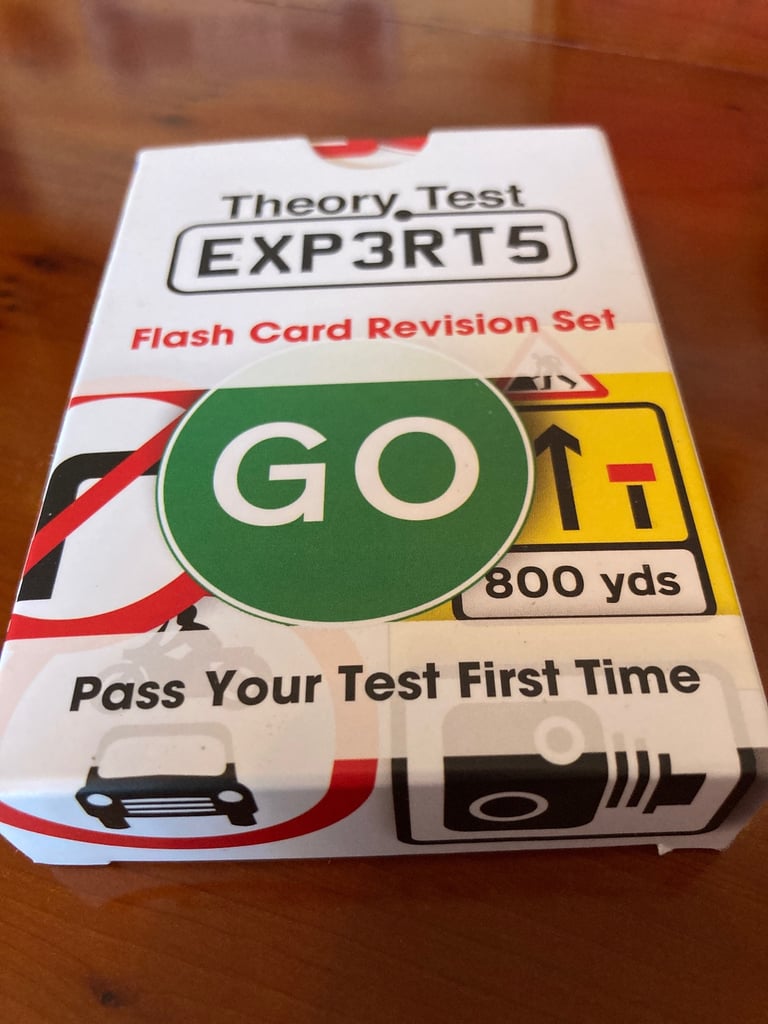 Theory Test
EXP3RT5
Flash Card Revision Set
GO
800 yds
Pass Your Test First Time